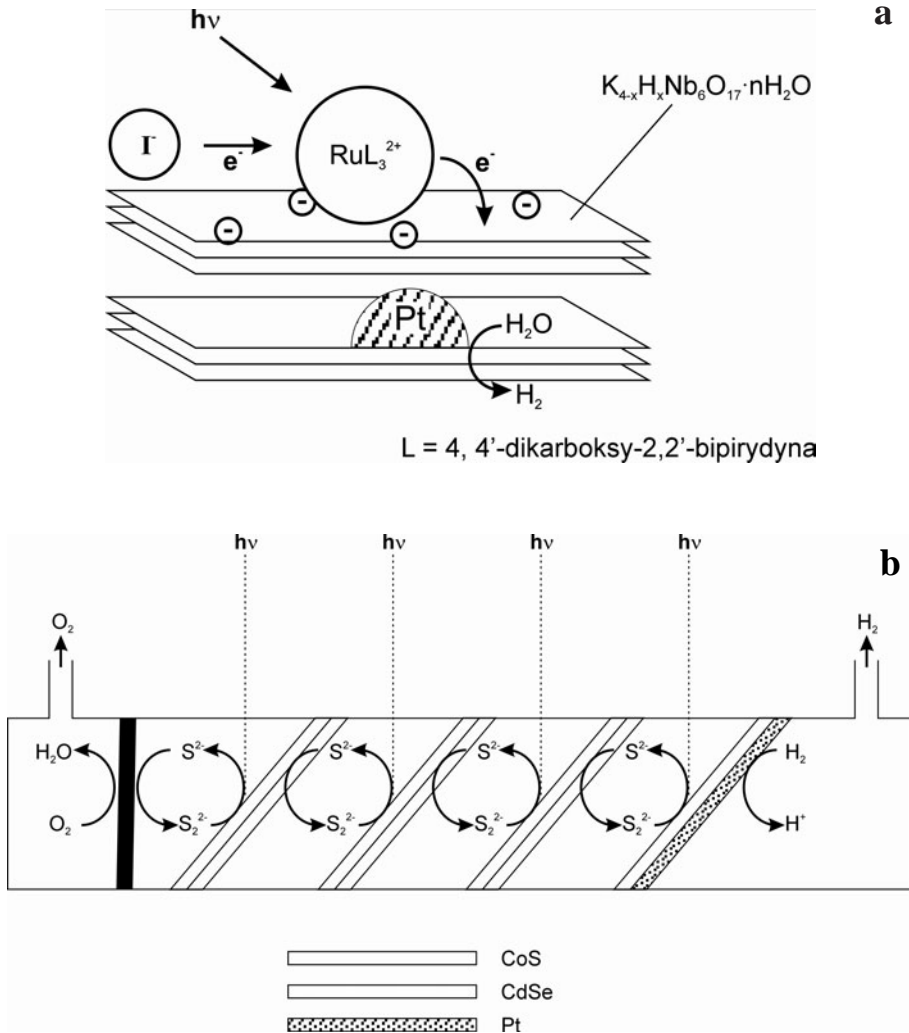 a
hν
K₄₋ₓHₓNb₆O₁₇·nH₂O
I⁻
e⁻
RuL₃²⁺
e⁻
- - - -
Pt
H₂O
H₂
L = 4, 4'-dikarboksy-2,2'-bipirydyna
hν hν hν hν
b
O₂ H₂
H₂O S²⁻ S²⁻ S²⁻ S²⁻ H₂
O₂ S₂²⁻ S₂²⁻ S₂²⁻ S₂²⁻ H⁺
CoS
CdSe
Pt